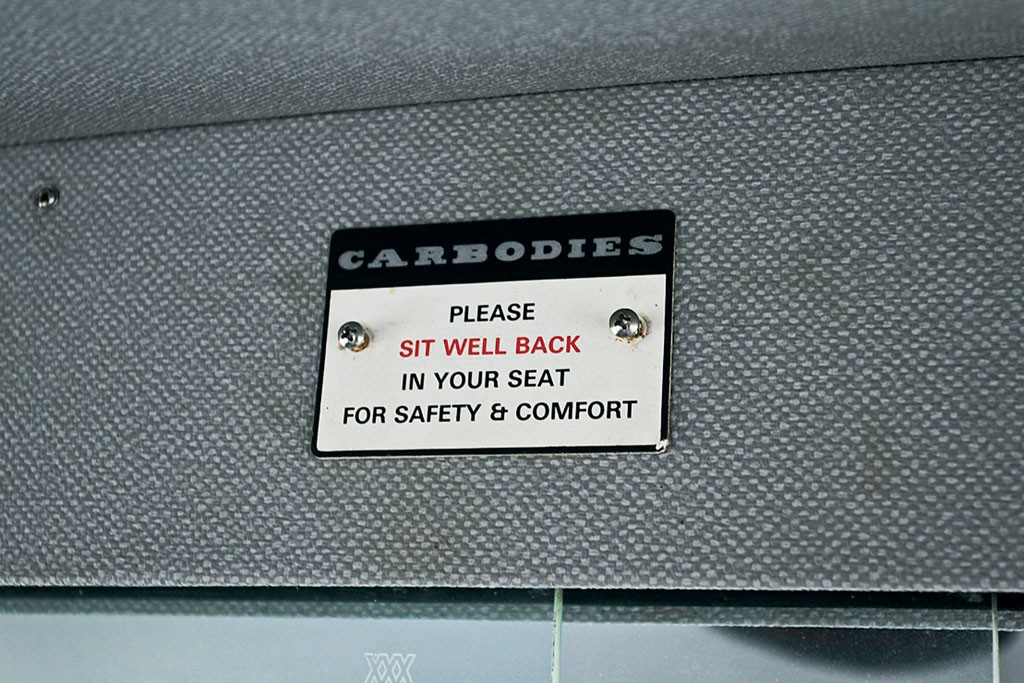 CARBODIES
PLEASE
SIT WELL BACK
IN YOUR SEAT
FOR SAFETY & COMFORT
XXX